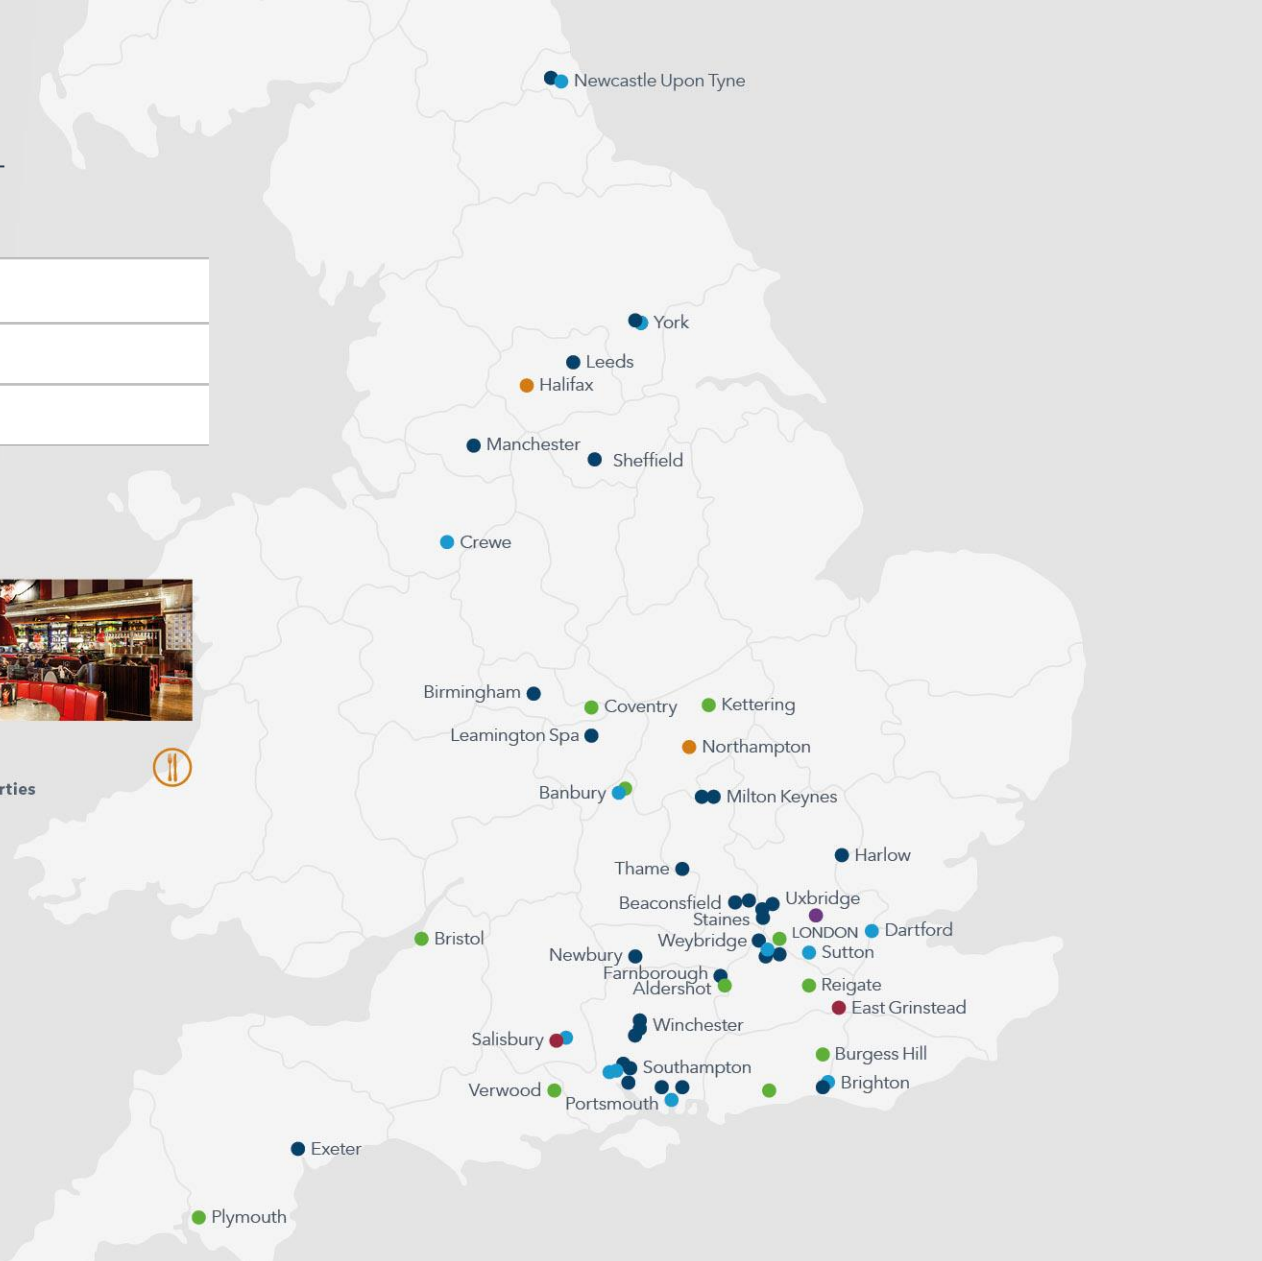 Newcastle Upon Tyne
York
Leeds
Halifax
Manchester
Sheffield
Crewe
Birmingham
Coventry
Kettering
Leamington Spa
Northampton
rties
Banbury
Milton Keynes
Harlow
Thame
Uxbridge
Beaconsfield
Staines
Dartford
LONDON
Bristol
Weybridge
Sutton
Newbury
Farnborough
Aldershot
Reigate
East Grinstead
Winchester
Salisbury
Burgess Hill
Southampton
Brighton
Verwood
Portsmouth
Exeter
Plymouth